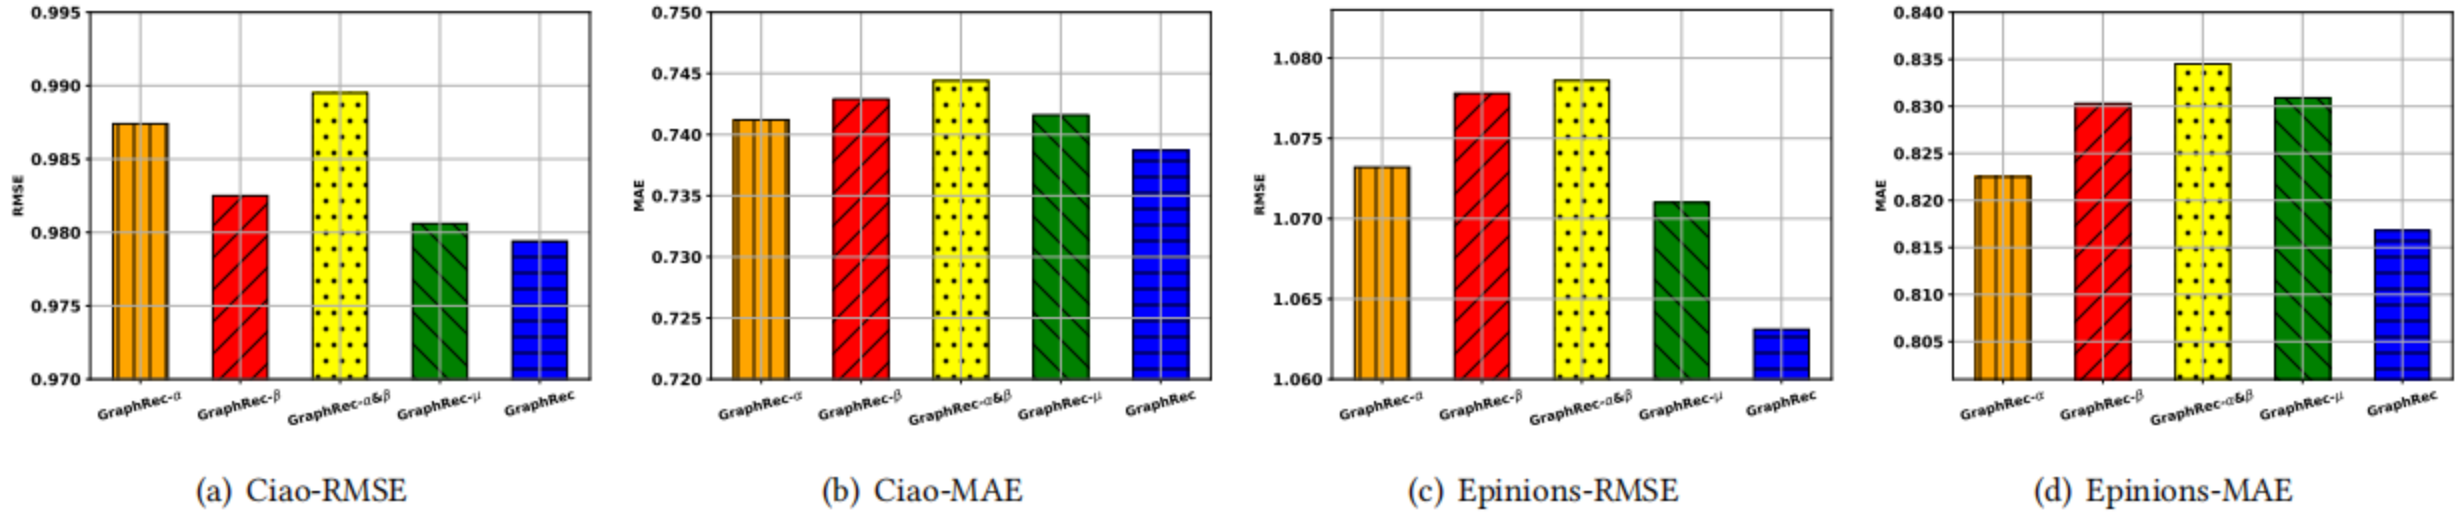 0.995
0.990
0.985
0.980
0.975
0.970
RMSE
GraphRec-α
GraphRec-β
GraphRec-α&β
GraphRec-μ
GraphRec
(a) Ciao-RMSE
0.750
0.745
0.740
0.735
0.730
0.725
0.720
MAE
GraphRec-α
GraphRec-β
GraphRec-α&β
GraphRec-μ
GraphRec
(b) Ciao-MAE
1.080
1.075
1.070
1.065
1.060
RMSE
GraphRec-α
GraphRec-β
GraphRec-α&β
GraphRec-μ
GraphRec
(c) Epinions-RMSE
0.840
0.835
0.830
0.825
0.820
0.815
0.810
0.805
MAE
GraphRec-α
GraphRec-β
GraphRec-α&β
GraphRec-μ
GraphRec
(d) Epinions-MAE